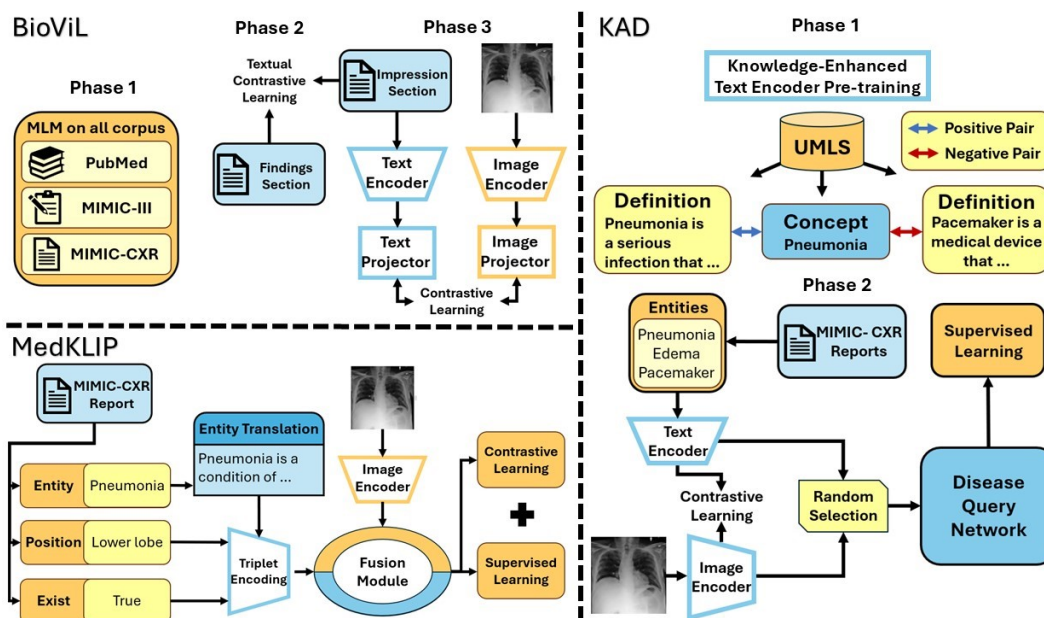 BioViL
Phase 1
MLM on all corpus
PubMed
MIMIC-III
MIMIC-CXR
Phase 2
Textual
Contrastive
Learning
Findings
Section
Phase 3
Impression
Section
Text
Encoder
Image
Encoder
Text
Projector
Image
Projector
Contrastive
Learning
MedKLIP
MIMIC-CXR
Report
Entity
Pneumonia
Position
Lower lobe
Exist
True
Entity Translation
Pneumonia is a
condition of ...
Triplet
Encoding
Image
Encoder
Fusion
Module
Contrastive
Learning
Supervised
Learning
KAD
Phase 1
Knowledge-Enhanced
Text Encoder Pre-training
UMLS
Positive Pair
Negative Pair
Definition
Pneumonia is
a serious
infection that ...
Concept
Pneumonia
Definition
Pacemaker is a
medical device
that ...
Phase 2
Entities
Pneumonia
Edema
Pacemaker
MIMIC- CXR
Reports
Supervised
Learning
Text
Encoder
Contrastive
Learning
Image
Encoder
Random
Selection
Disease
Query
Network